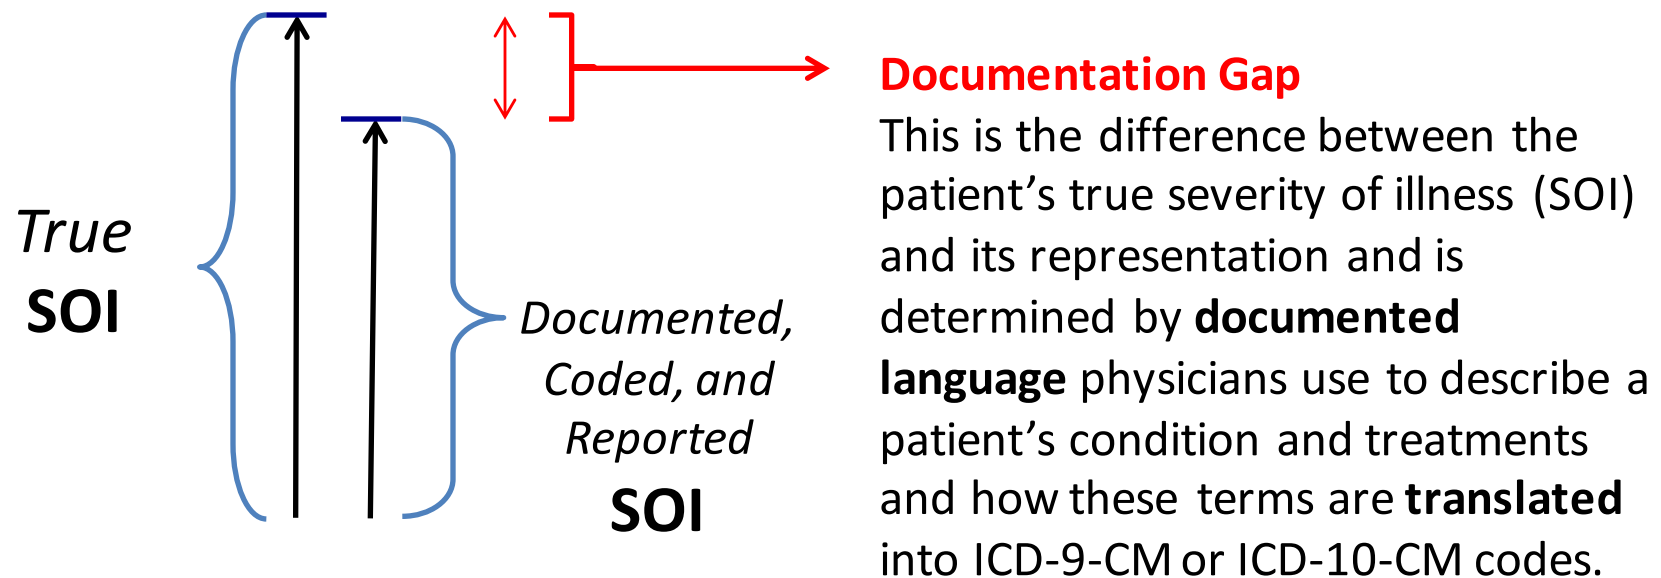 True
SOI
Documented,
Coded, and
Reported
SOI
Documentation Gap
This is the difference between the
patient’s true severity of illness (SOI)
and its representation and is
determined by documented
language physicians use to describe a
patient’s condition and treatments
and how these terms are translated
into ICD-9-CM or ICD-10-CM codes.